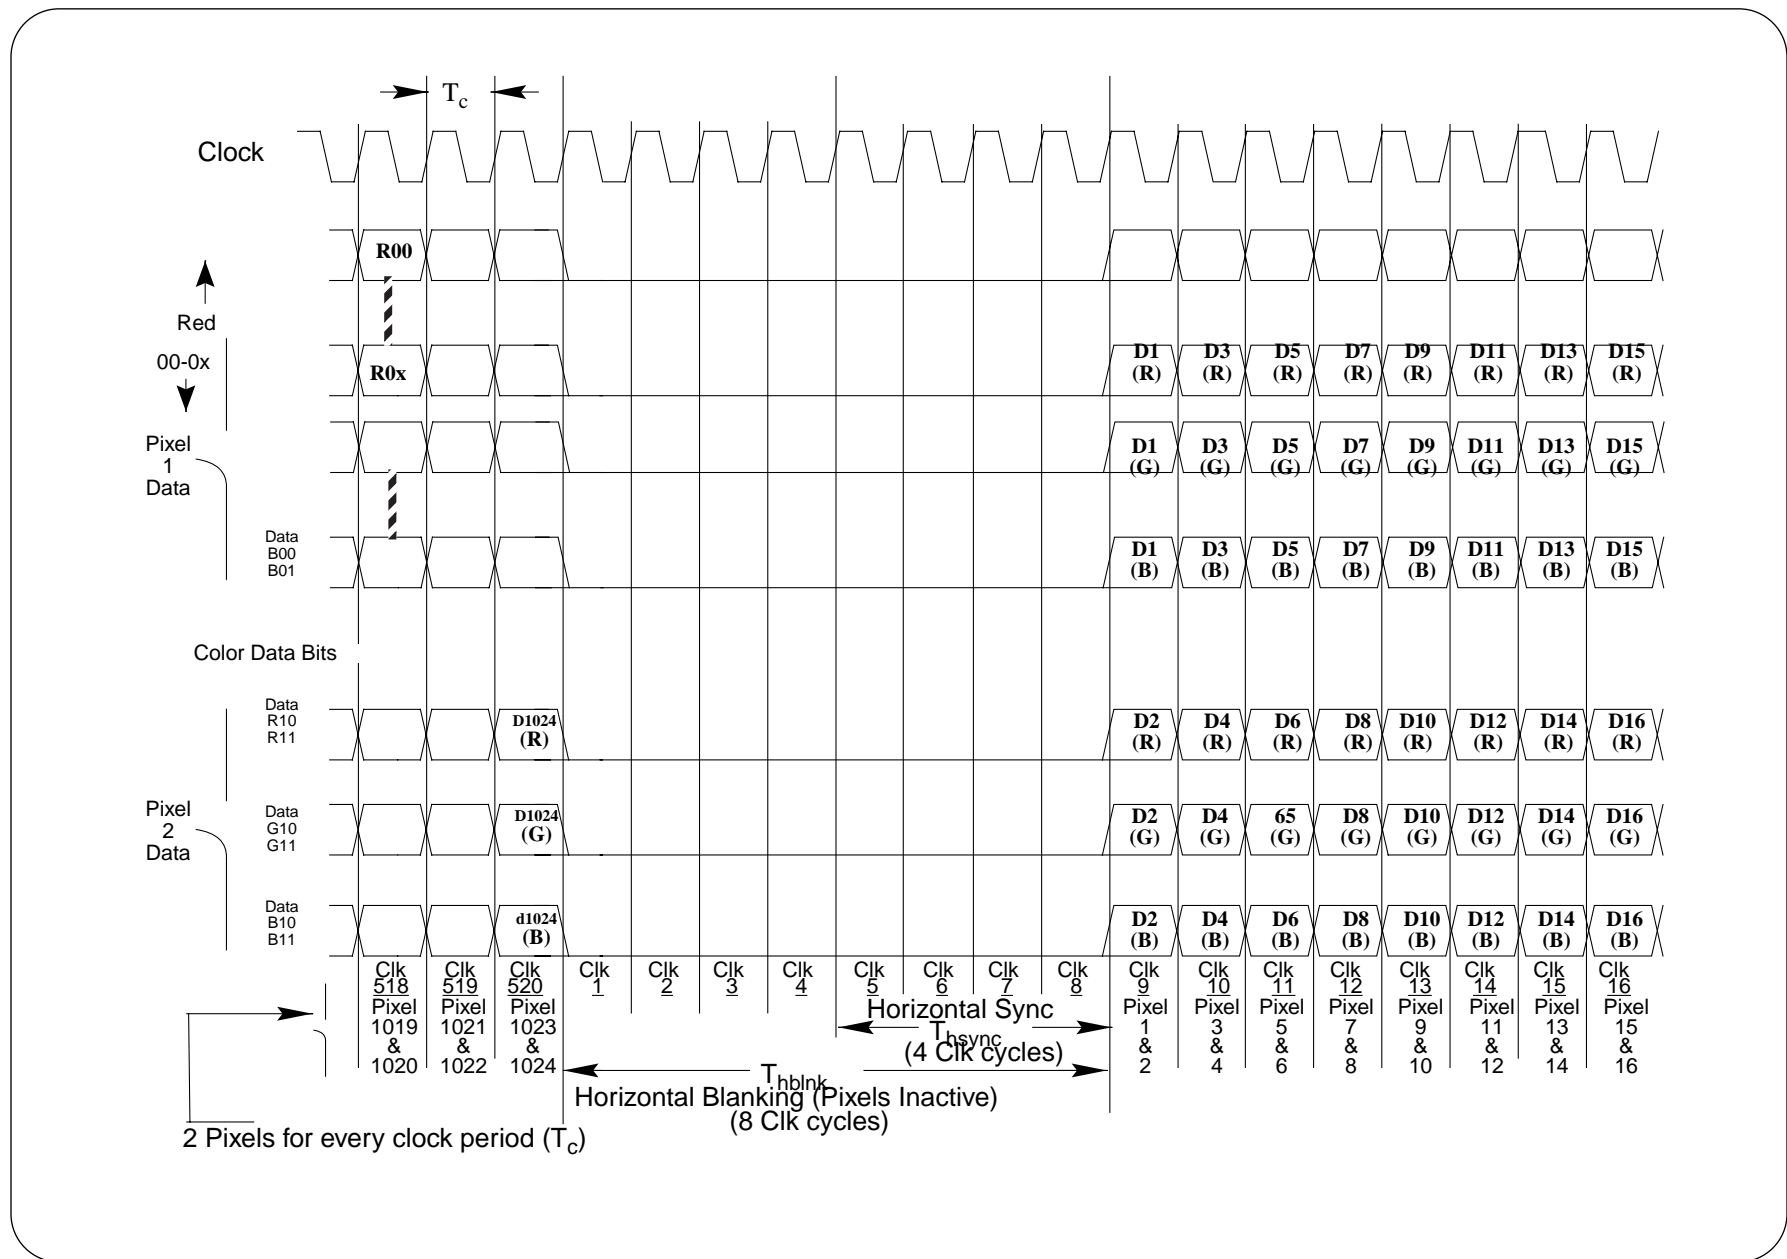 Tc
Clock
R00
Red
00-0x
R0x
D1 (R) D3 (R) D5 (R) D7 (R) D9 (R) D11 (R) D13 (R) D15 (R)
Pixel
1
Data
D1 (G) D3 (G) D5 (G) D7 (G) D9 (G) D11 (G) D13 (G) D15 (G)
Data
B00
B01
D1 (B) D3 (B) D5 (B) D7 (B) D9 (B) D11 (B) D13 (B) D15 (B)
Color Data Bits
Data
R10
R11
D1024 (R) D2 (R) D4 (R) D6 (R) D8 (R) D10 (R) D12 (R) D14 (R) D16 (R)
Pixel
2
Data
Data
G10
G11
D1024 (G) D2 (G) D4 (G) 65 (G) D8 (G) D10 (G) D12 (G) D14 (G) D16 (G)
Data
B10
B11
d1024 (B) D2 (B) D4 (B) D6 (B) D8 (B) D10 (B) D12 (B) D14 (B) D16 (B)
Clk Clk Clk Clk Clk Clk Clk Clk Clk Clk Clk Clk Clk Clk Clk Clk Clk Clk Clk
518 519 520 1 2 3 4 5 6 7 8 9 10 11 12 13 14 15 16
Pixel Pixel Pixel Horizontal Sync Pixel Pixel Pixel Pixel Pixel Pixel Pixel Pixel
1019 1021 1023 Thsync 1 3 5 7 9 11 13 15
& & & (4 Clk cycles) & & & & & & & &
1020 1022 1024 2 4 6 8 10 12 14 16
Thblnk
Horizontal Blanking (Pixels Inactive)
(8 Clk cycles)
2 Pixels for every clock period (Tc)